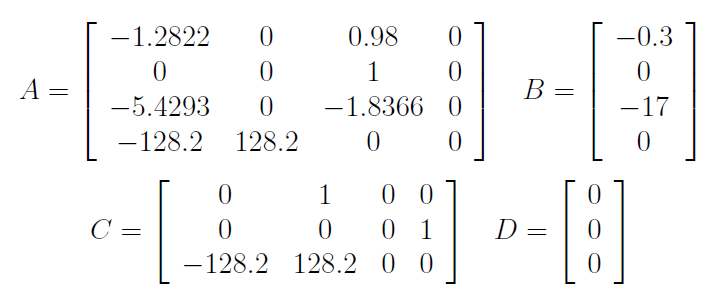 A = [ −1.2822 0 0.98 0 ; 0 0 1 0 ; −5.4293 0 −1.8366 0 ; −128.2 128.2 0 0 ] B = [ −0.3 ; 0 ; −17 ; 0 ]
C = [ 0 1 0 0 ; 0 0 0 1 ; −128.2 128.2 0 0 ] D = [ 0 ; 0 ; 0 ]